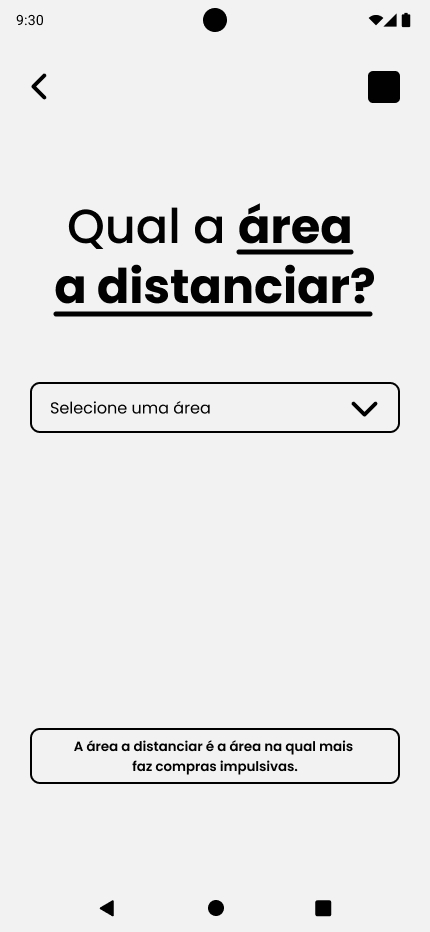 9:30
Qual a área
a distanciar?
Selecione uma área
A área a distanciar é a área na qual mais
faz compras impulsivas.